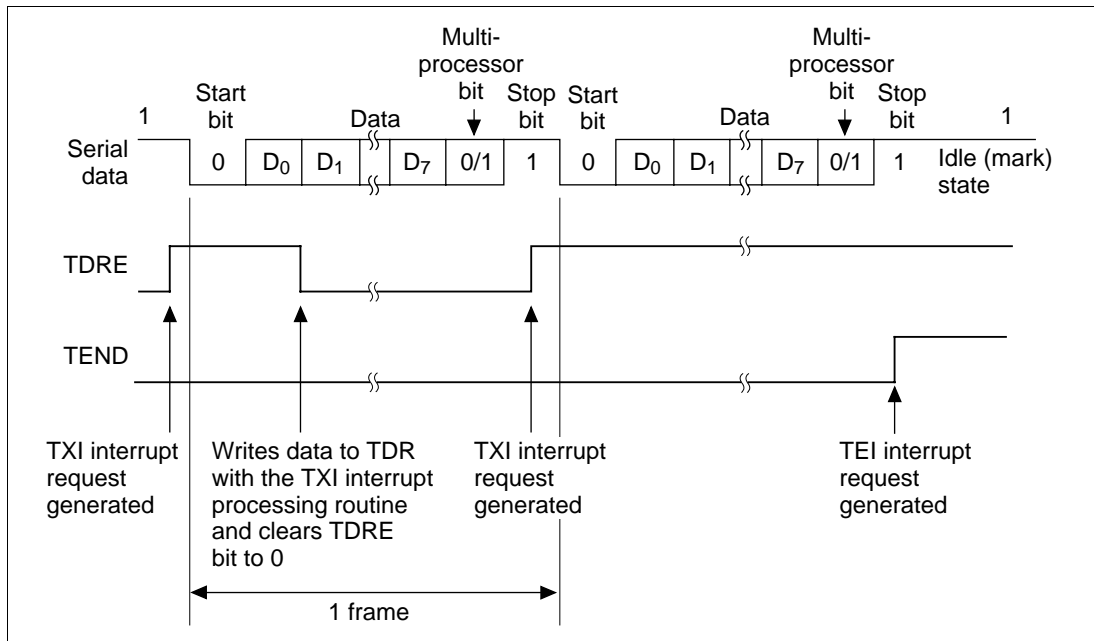 Multi-
processor
bit
Multi-
processor
bit
1
Start
bit
Data
Stop
bit
Start
bit
Data
Stop
bit
1
Serial
data
0 D0 D1 D7 0/1 1 0 D0 D1 D7 0/1 1
Idle (mark)
state
TDRE
TEND
TXI interrupt
request
generated
Writes data to TDR
with the TXI interrupt
processing routine
and clears TDRE
bit to 0
TXI interrupt
request
generated
TEI interrupt
request
generated
1 frame